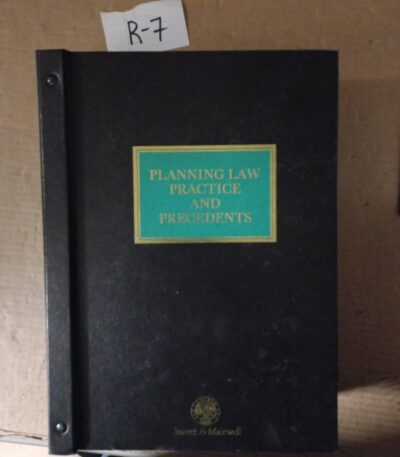 R-7
PLANNING LAW
PRACTICE
AND
PRECEDENTS
Sweet & Maxwell